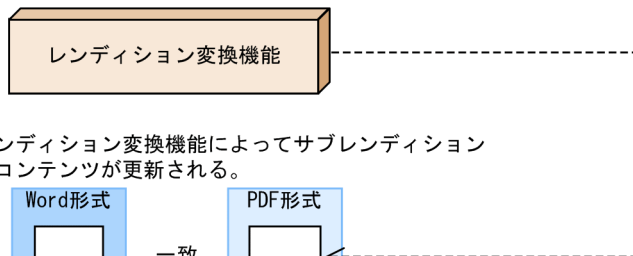 レンディション変換機能
ンディション変換機能によってサブレンディション
コンテンツが更新される。
Word形式 PDF形式
一致